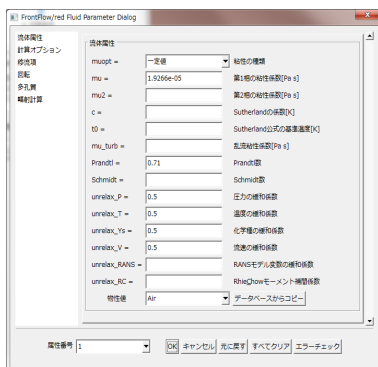 FrontFlow/red Fluid Parameter Dialog
流体属性
計算オプション
移流項
回転
多孔質
輻射計算
流体属性
muopt = 一定値 粘性の種類
mu = 1.9266e-05 第1相の粘性係数[Pa s]
mu2 = 第2相の粘性係数[Pa s]
c = Sutherlandの係数[K]
t0 = Sutherland公式の基準温度[K]
mu_turb = 乱流粘性係数[Pa s]
Prandtl = 0.71 Prandtl数
Schmidt = Schmidt数
unrelax_P = 0.5 圧力の緩和係数
unrelax_T = 0.5 温度の緩和係数
unrelax_Ys = 0.5 化学種の緩和係数
unrelax_V = 0.5 流速の緩和係数
unrelax_RANS = RANSモデル変数の緩和係数
unrelax_RC = RhieChowモーメント補間係数
物性値 Air データベースからコピー
属性番号 1 OK キャンセル 元に戻す すべてクリア エラーチェック